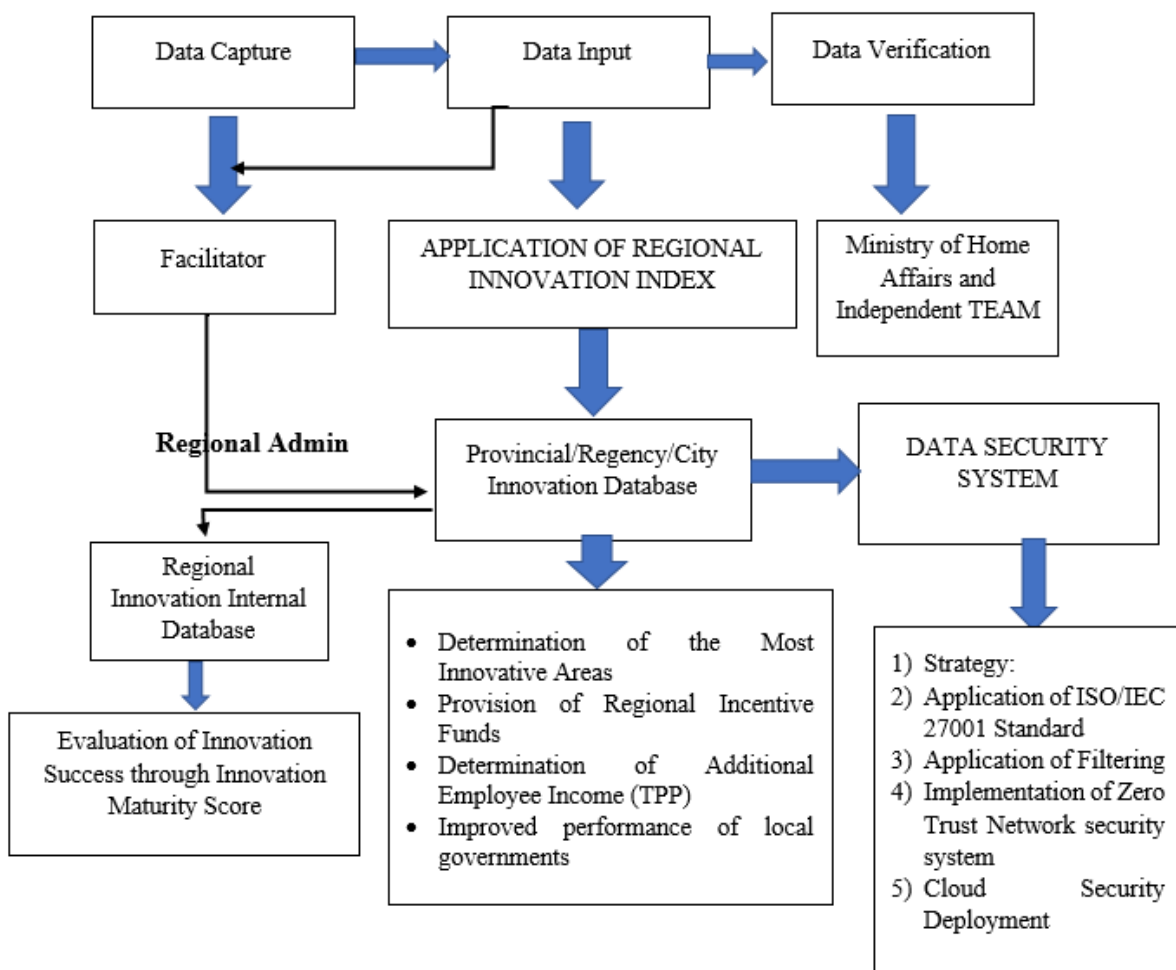 Data Capture
Data Input
Data Verification
Facilitator
APPLICATION OF REGIONAL
INNOVATION INDEX
Ministry of Home
Affairs and
Independent TEAM
Regional Admin
Provincial/Regency/City
Innovation Database
DATA SECURITY
SYSTEM
Regional
Innovation Internal
Database
• Determination of the Most
Innovative Areas
• Provision of Regional Incentive
Funds
• Determination of Additional
Employee Income (TPP)
• Improved performance of local
governments
1) Strategy:
2) Application of ISO/IEC
27001 Standard
3) Application of Filtering
4) Implementation of Zero
Trust Network security
system
5) Cloud Security
Deployment
Evaluation of Innovation
Success through Innovation
Maturity Score